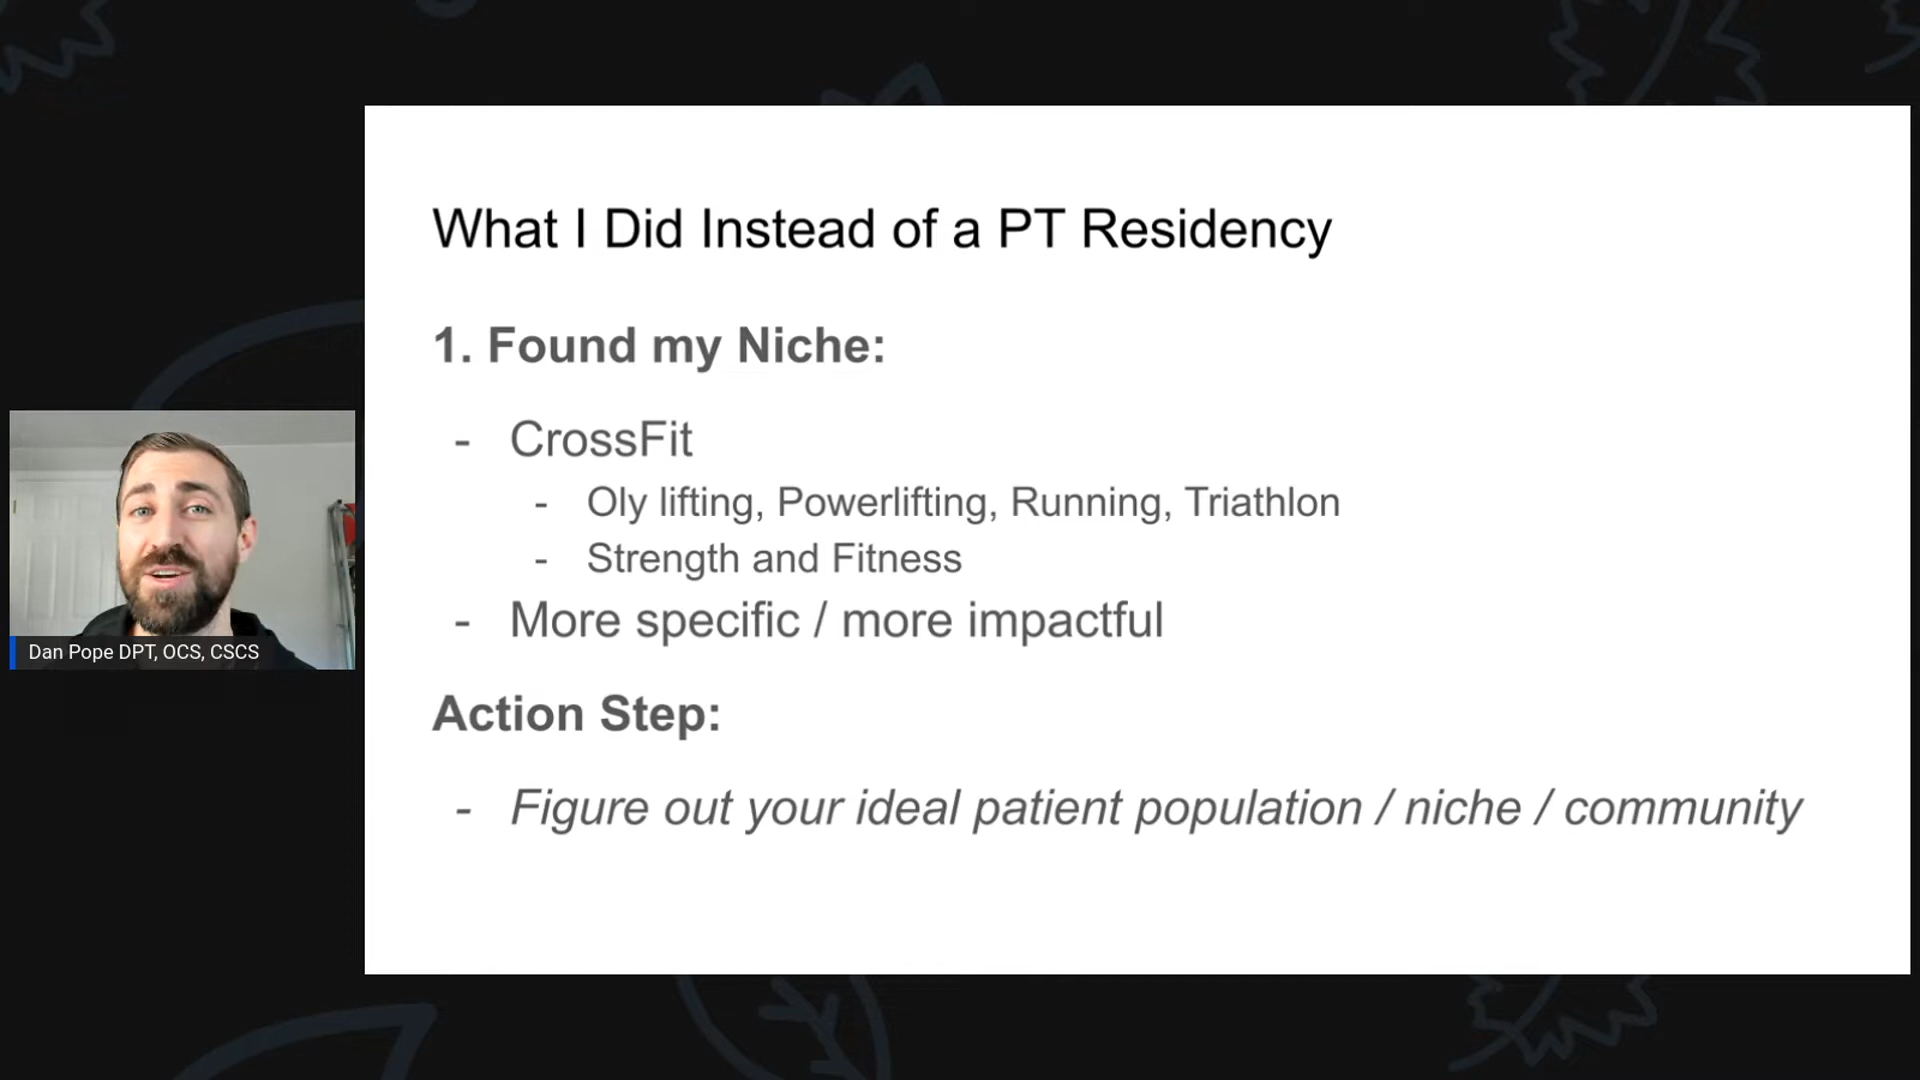 What I Did Instead of a PT Residency
1. Found my Niche:
- CrossFit
- Oly lifting, Powerlifting, Running, Triathlon
- Strength and Fitness
- More specific / more impactful
Action Step:
- Figure out your ideal patient population / niche / community
Dan Pope DPT, OCS, CSCS